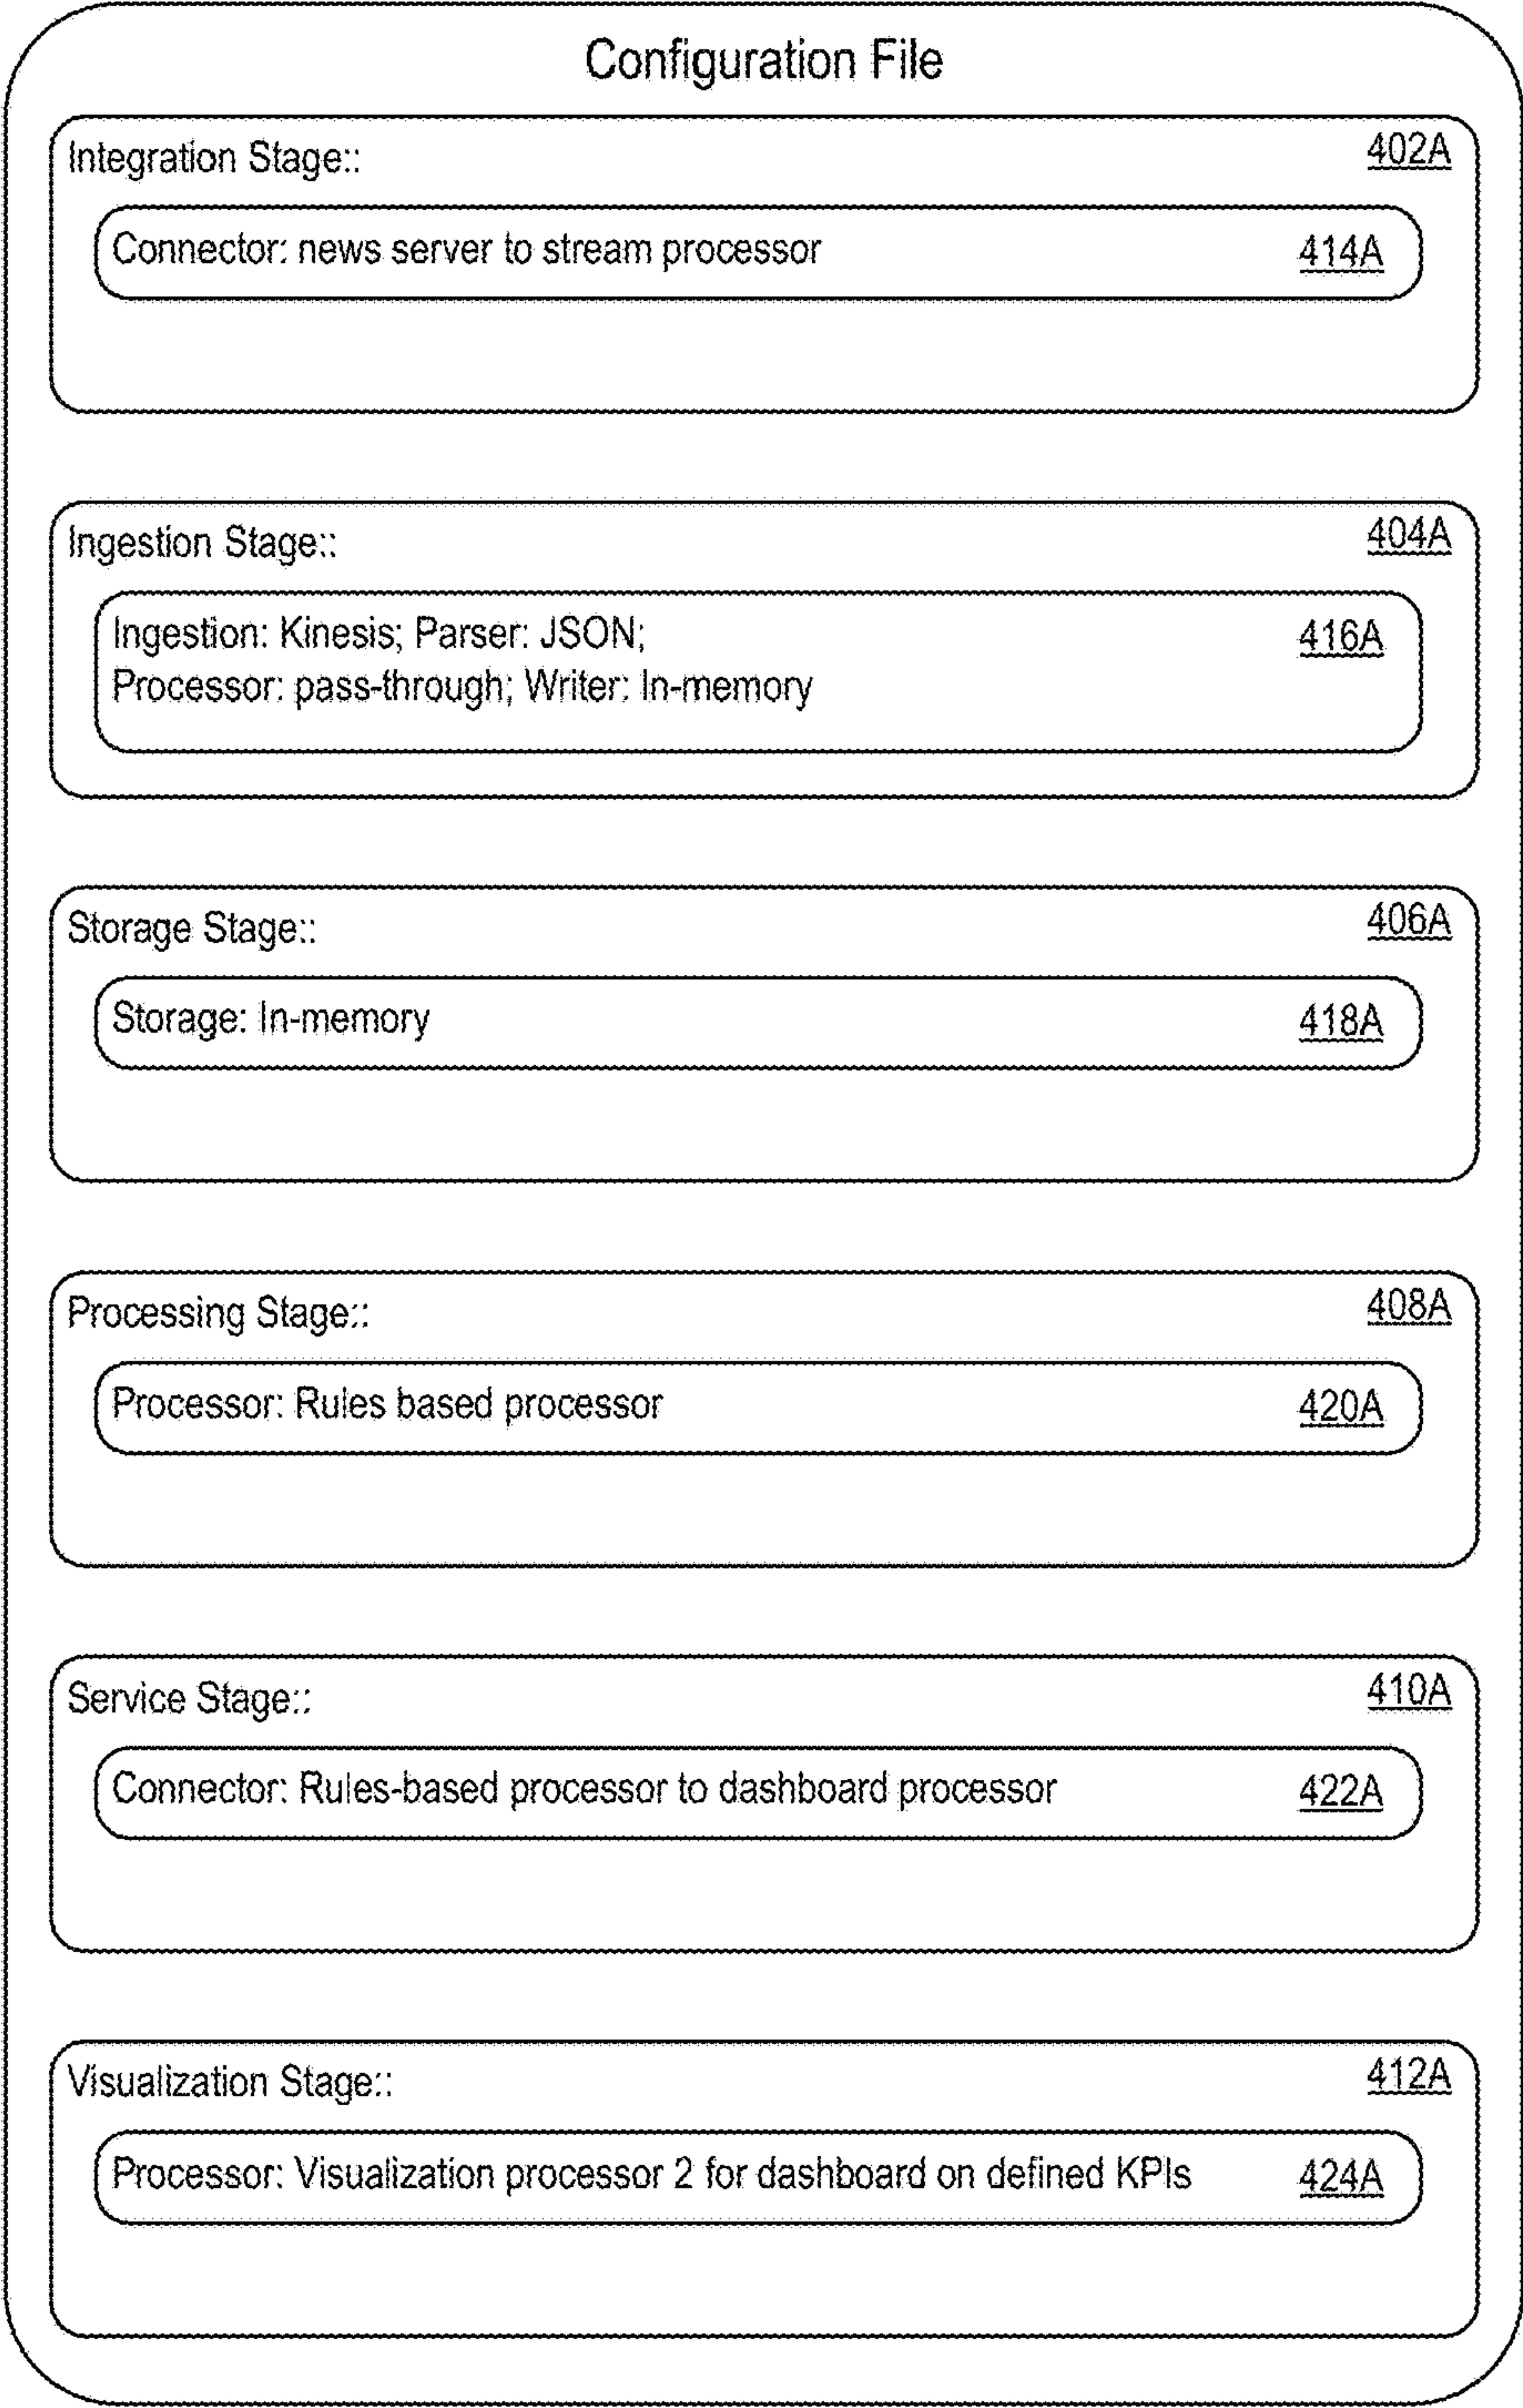 Configuration File
Integration Stage::
402A
Connector: news server to stream processor
414A
Ingestion Stage::
404A
Ingestion: Kinesis; Parser: JSON;
416A
Processor: pass-through; Writer: In-memory
Storage Stage::
406A
Storage: In-memory
418A
Processing Stage::
408A
Processor: Rules based processor
420A
Service Stage::
410A
Connector: Rules-based processor to dashboard processor
422A
Visualization Stage::
412A
Processor: Visualization processor 2 for dashboard on defined KPIs
424A